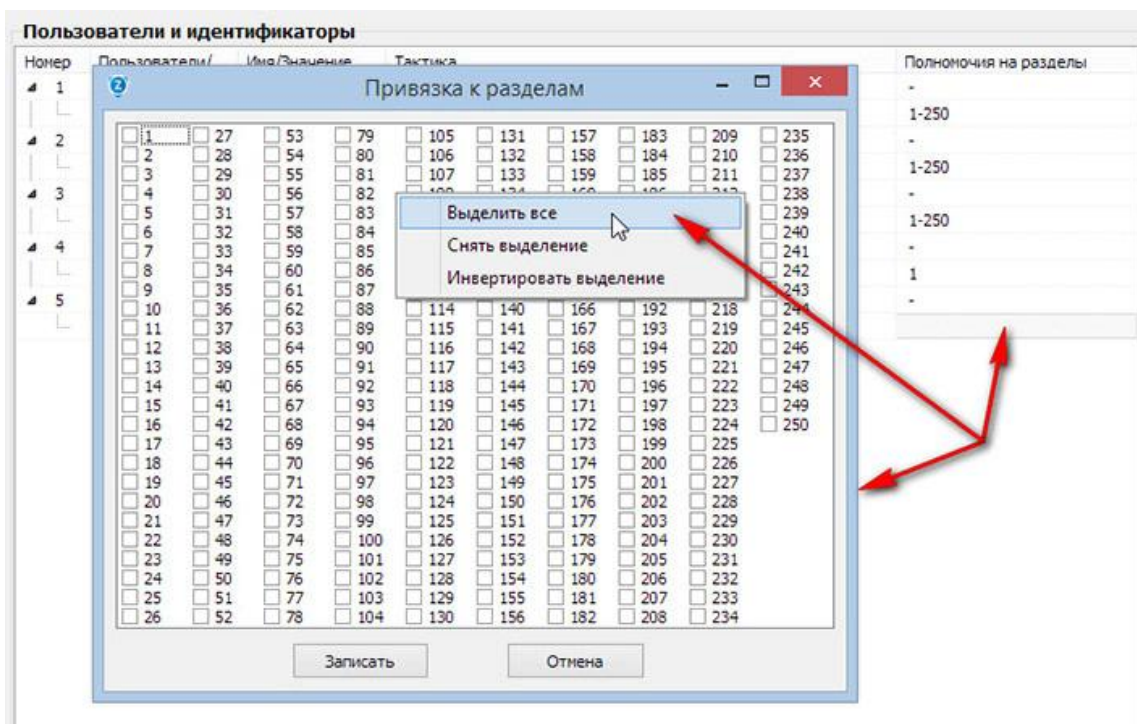 Пользователи и идентификаторы
Номер Пользователи/ Имя/Значение Тактика Полномочия на разделы
1 -
1-250
2 -
1-250
3 -
1-250
4 -
1
5 -
Привязка к разделам
1 27 53 79 105 131 157 183 209 235
2 28 54 80 106 132 158 184 210 236
3 29 55 81 107 133 159 185 211 237
4 30 56 82 238
5 31 57 83 239
6 32 58 84 240
7 33 59 85 241
8 34 60 86 242
9 35 61 87 243
10 36 62 88 114 140 166 192 218 244
11 37 63 89 115 141 167 193 219 245
12 38 64 90 116 142 168 194 220 246
13 39 65 91 117 143 169 195 221 247
14 40 66 92 118 144 170 196 222 248
15 41 67 93 119 145 171 197 223 249
16 42 68 94 120 146 172 198 224 250
17 43 69 95 121 147 173 199 225
18 44 70 96 122 148 174 200 226
19 45 71 97 123 149 175 201 227
20 46 72 98 124 150 176 202 228
21 47 73 99 125 151 177 203 229
22 48 74 100 126 152 178 204 230
23 49 75 101 127 153 179 205 231
24 50 76 102 128 154 180 206 232
25 51 77 103 129 155 181 207 233
26 52 78 104 130 156 182 208 234
Выделить все
Снять выделение
Инвертировать выделение
Записать Отмена